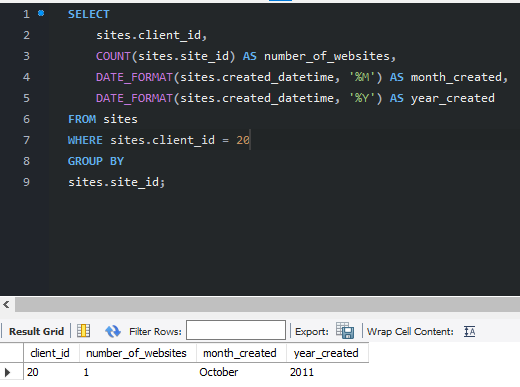 1 SELECT
2 sites.client_id,
3 COUNT(sites.site_id) AS number_of_websites,
4 DATE_FORMAT(sites.created_datetime, '%M') AS month_created,
5 DATE_FORMAT(sites.created_datetime, '%Y') AS year_created
6 FROM sites
7 WHERE sites.client_id = 20
8 GROUP BY
9 sites.site_id;
Result Grid Filter Rows: Export: Wrap Cell Content: IA
client_id number_of_websites month_created year_created
20 1 October 2011